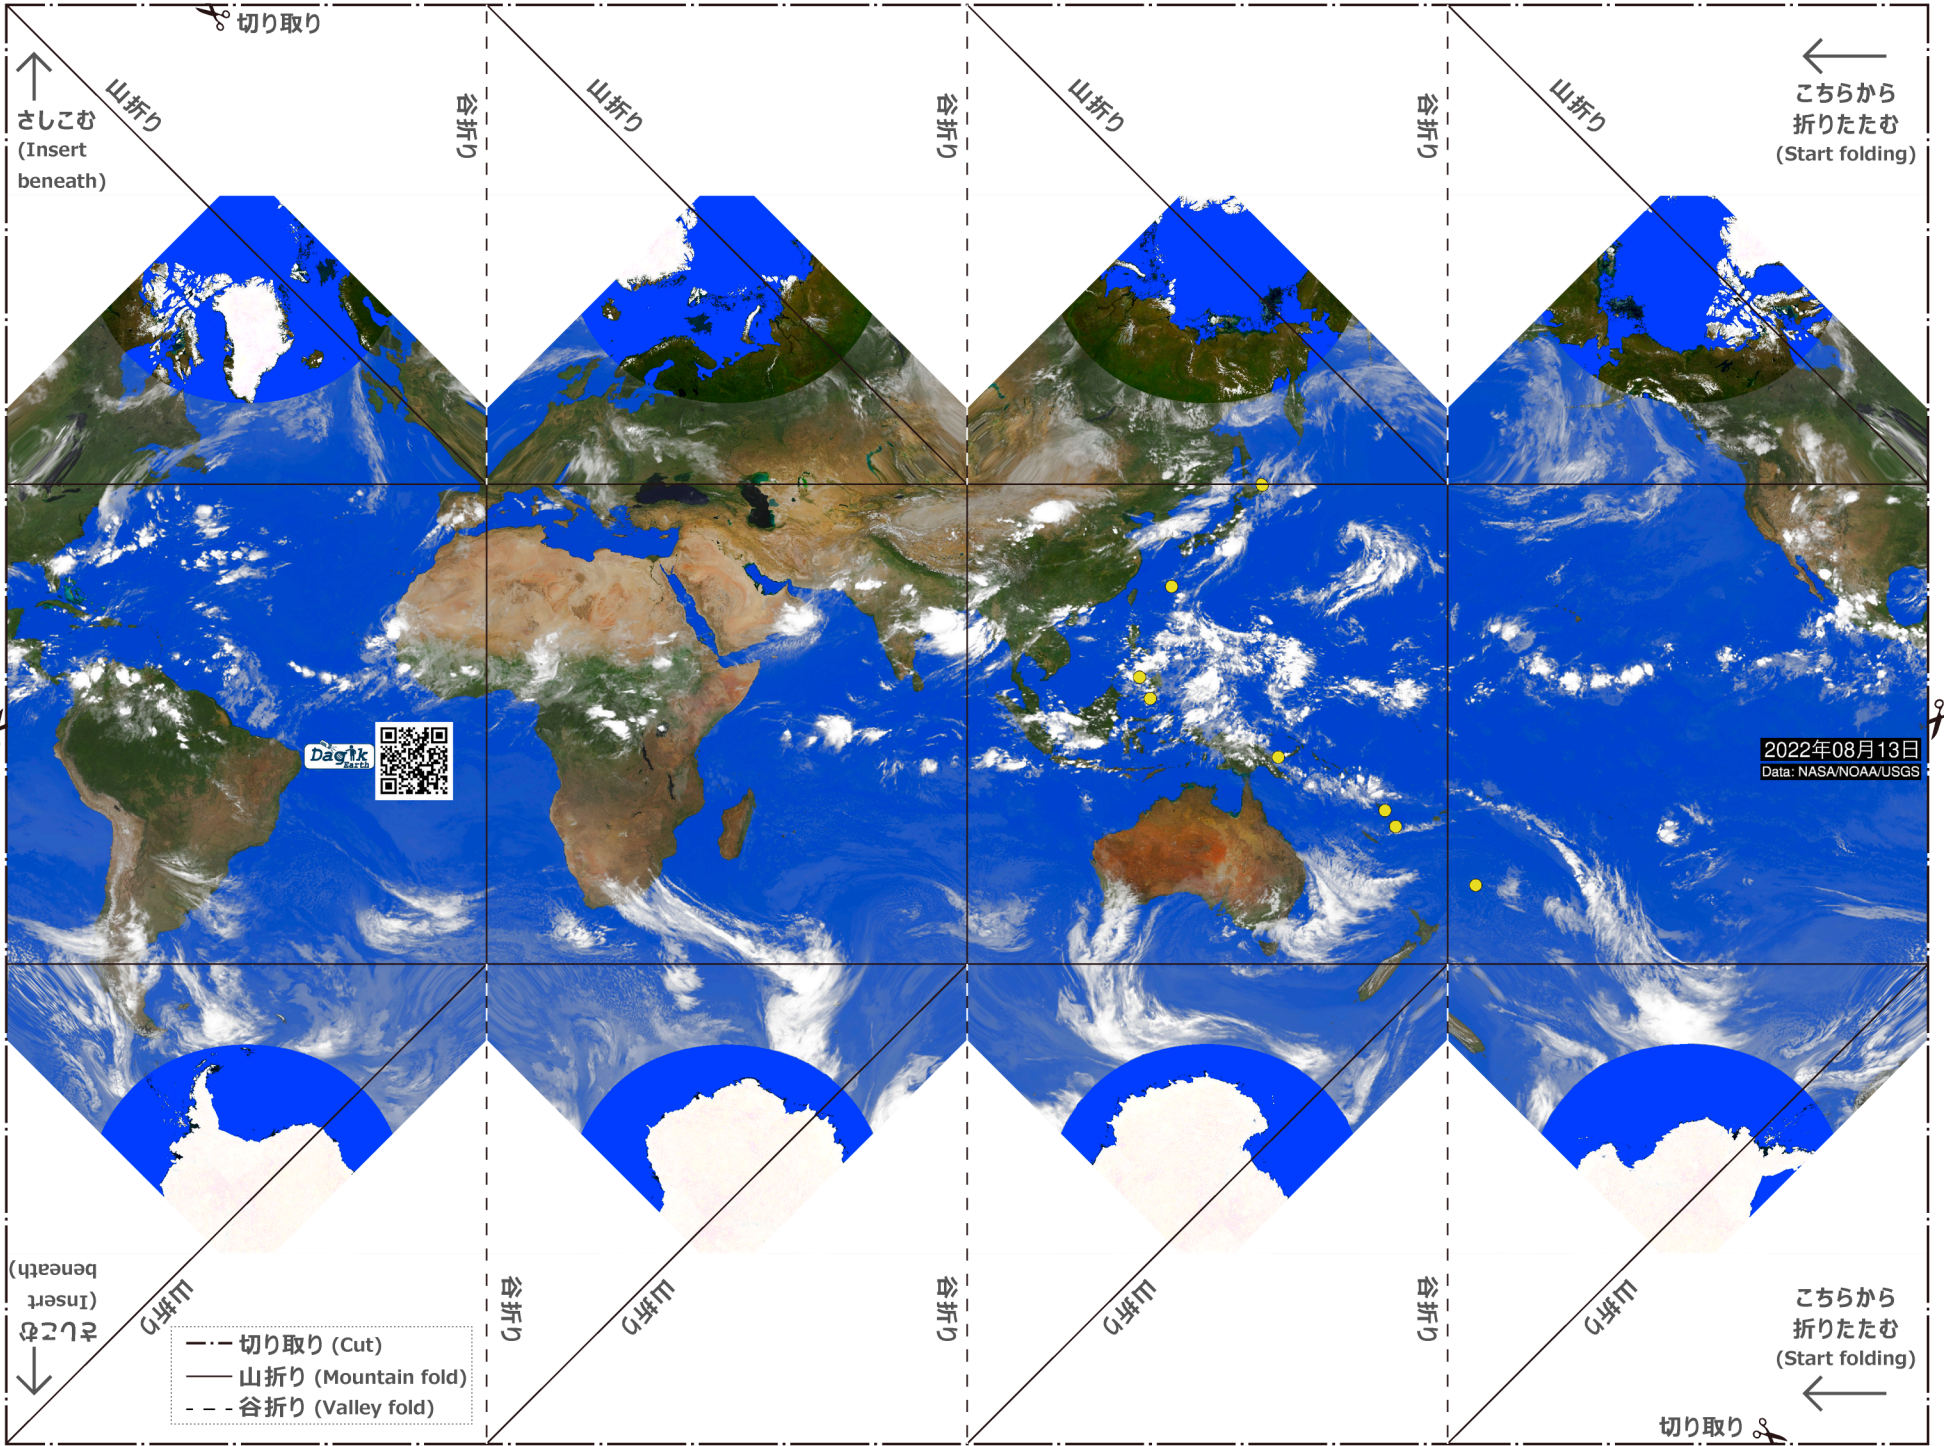 切り取り
さしこむ
(Insert
beneath)
山折り
谷折り
山折り
谷折り
山折り
谷折り
山折り
こちらから
折りたたむ
(Start folding)
Dagik
Earth
2022年08月13日
Data: NASA/NOAA/USGS
さしこむ
(Insert
beneath)
山折り
谷折り
山折り
谷折り
山折り
谷折り
山折り
こちらから
折りたたむ
(Start folding)
切り取り (Cut)
山折り (Mountain fold)
谷折り (Valley fold)
切り取り